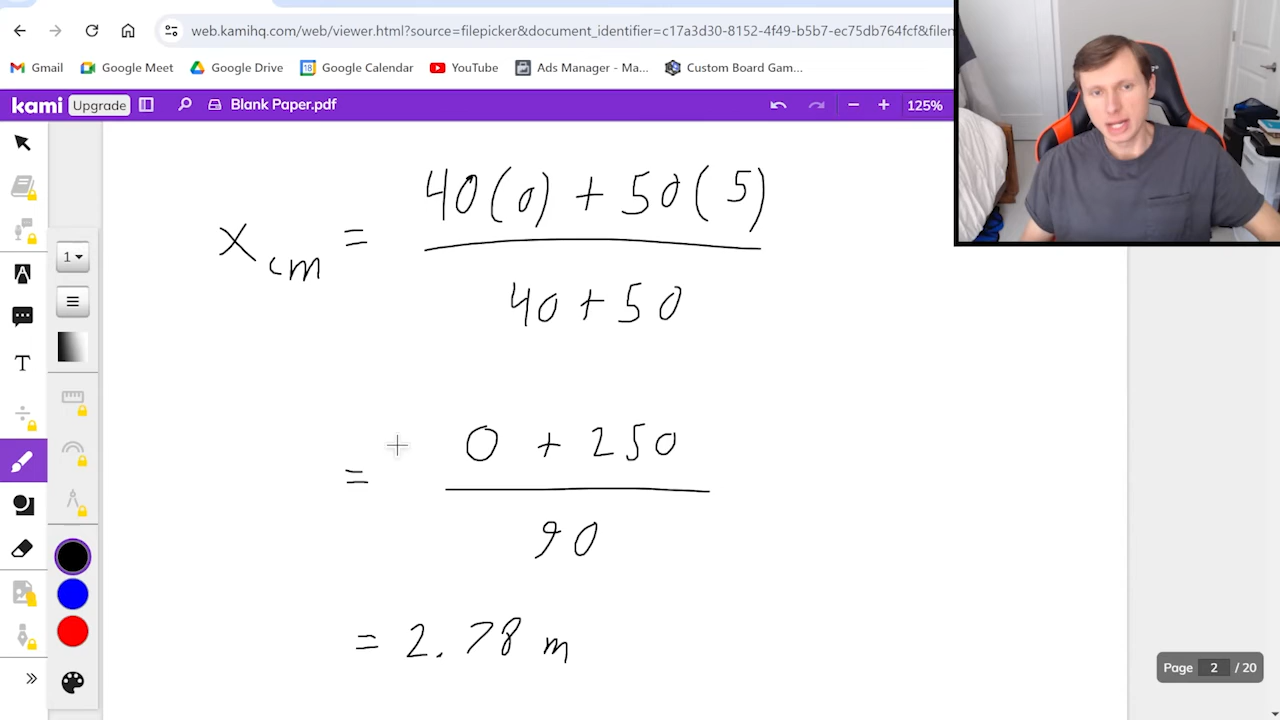 web.kamihq.com/web/viewer.html?source=filepicker&document_identifier=c17a3d30-8152-4f49-b5b7-ec75db764fcf&filen
Gmail Google Meet Google Drive 18 Google Calendar YouTube Ads Manager - Ma... Custom Board Gam...
kami Upgrade Blank Paper.pdf 125%
1
T
40(0) + 50(5)
x_cm =
40 + 50
0 + 250
=
90
= 2.78 m
Page 2 / 20